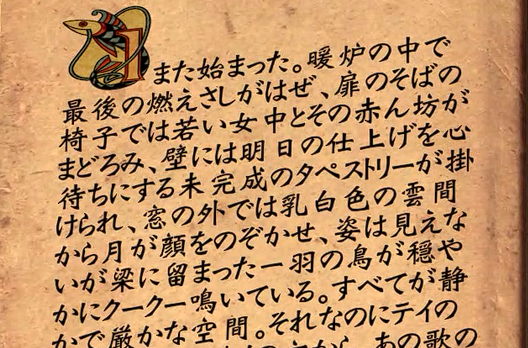 また始まった。暖炉の中で
最後の燃えさしがはぜ、扉のそばの
椅子では若い女中とその赤ん坊が
まどろみ、壁には明日の仕上げを心
待ちにする未完成のタペストリーが掛
けられ、窓の外では乳白色の雲間
から月が顔をのぞかせ、姿は見えな
いが梁に留まった一羽の鳥が穏や
かにクークー鳴いている。すべてが静
かで厳かな空間。それなのにテイの
から、あの歌の